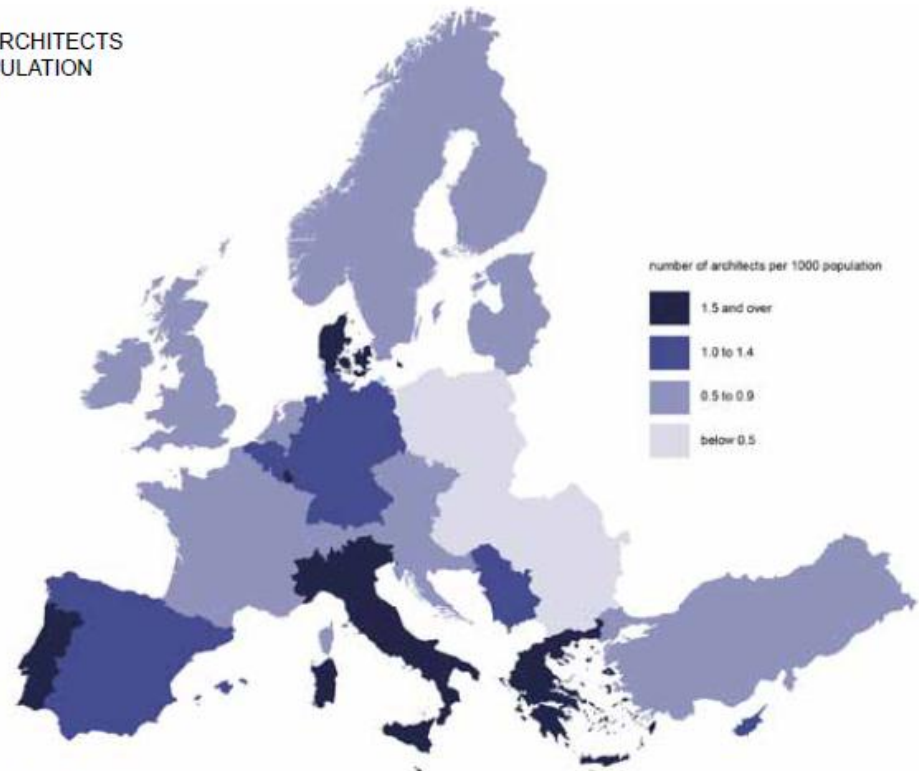 RCHITECTS
ULATION
number of architects per 1000 population
1.5 and over
1.0 to 1.4
0.5 to 0.9
below 0.5